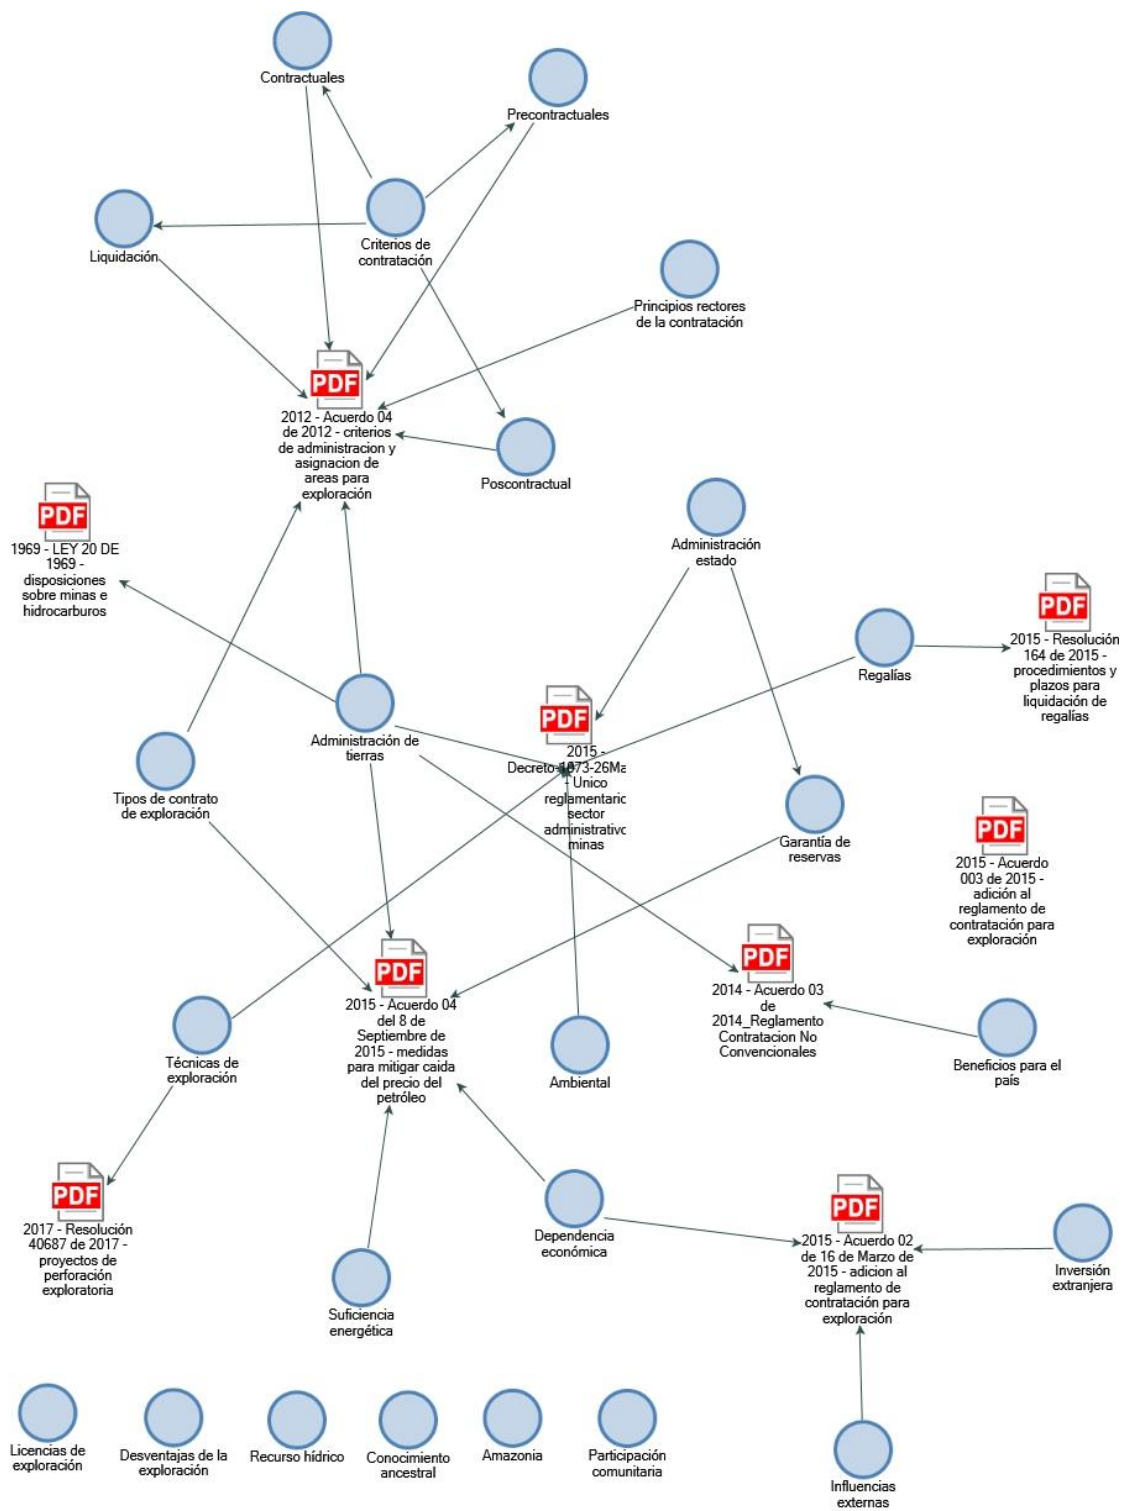 Contractuales
Precontractuales
Liquidación
Criterios de
contratación
Principios rectores
de la contratación
PDF
2012 - Acuerdo 04
de 2012 - criterios
de administracion y
asignacion de
areas para
exploración
Poscontractual
PDF
1969 - LEY 20 DE
1969 -
disposiciones
sobre minas e
hidrocarburos
Administración
estado
PDF
2015 - Resolución
164 de 2015 -
procedimientos y
plazos para
liquidación de
regalías
Regalías
Administración de
tierras
PDF
2015 -
Decreto-1073-26Ma
- Unico
reglamentario
sector
administrativo
minas
Tipos de contrato
de exploración
Garantía de
reservas
PDF
2015 - Acuerdo
003 de 2015 -
adición al
reglamento de
contratación para
exploración
PDF
2015 - Acuerdo 04
del 8 de
Septiembre de
2015 - medidas
para mitigar caida
del precio del
petróleo
PDF
2014 - Acuerdo 03
de
2014_Reglamento
Contratacion No
Convencionales
Técnicas de
exploración
Ambiental
Beneficios para el
país
PDF
2017 - Resolución
40687 de 2017 -
proyectos de
perforación
exploratoria
Dependencia
económica
PDF
2015 - Acuerdo 02
de 16 de Marzo de
2015 - adicion al
reglamento de
contratación para
exploración
Inversión
extranjera
Suficiencia
energética
Licencias de
exploración
Desventajas de la
exploración
Recurso hídrico
Conocimiento
ancestral
Amazonia
Participación
comunitaria
Influencias
externas